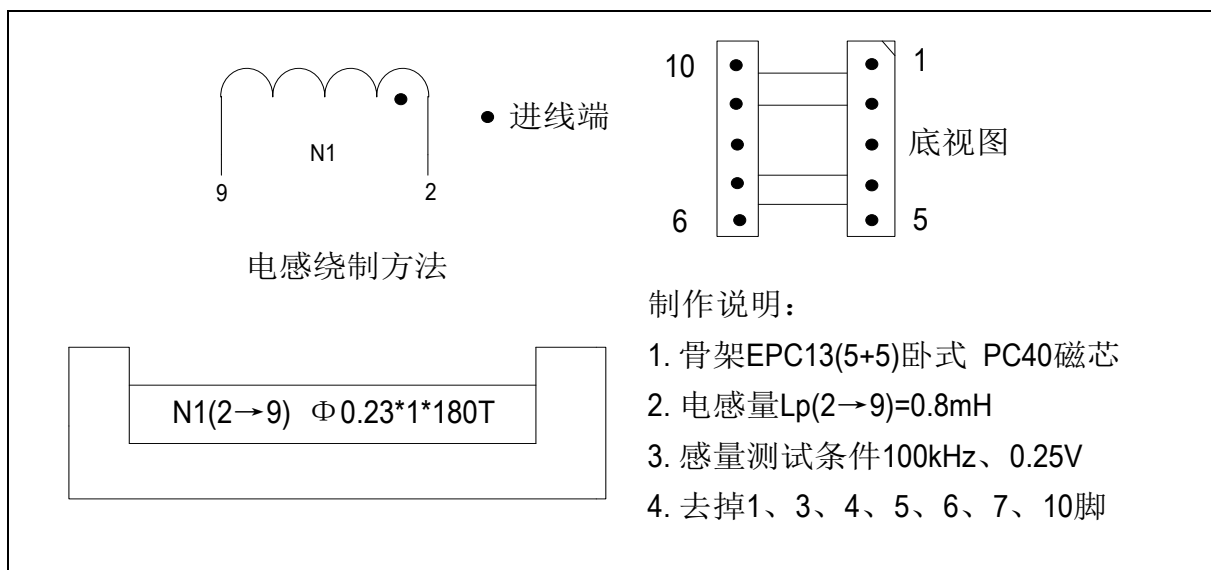 N1
9
2
● 进线端
电感绕制方法
10
1
底视图
6
5
N1(2→9) Φ0.23*1*180T
制作说明：
1. 骨架EPC13(5+5)卧式 PC40磁芯
2. 电感量Lp(2→9)=0.8mH
3. 感量测试条件100kHz、0.25V
4. 去掉1、3、4、5、6、7、10脚